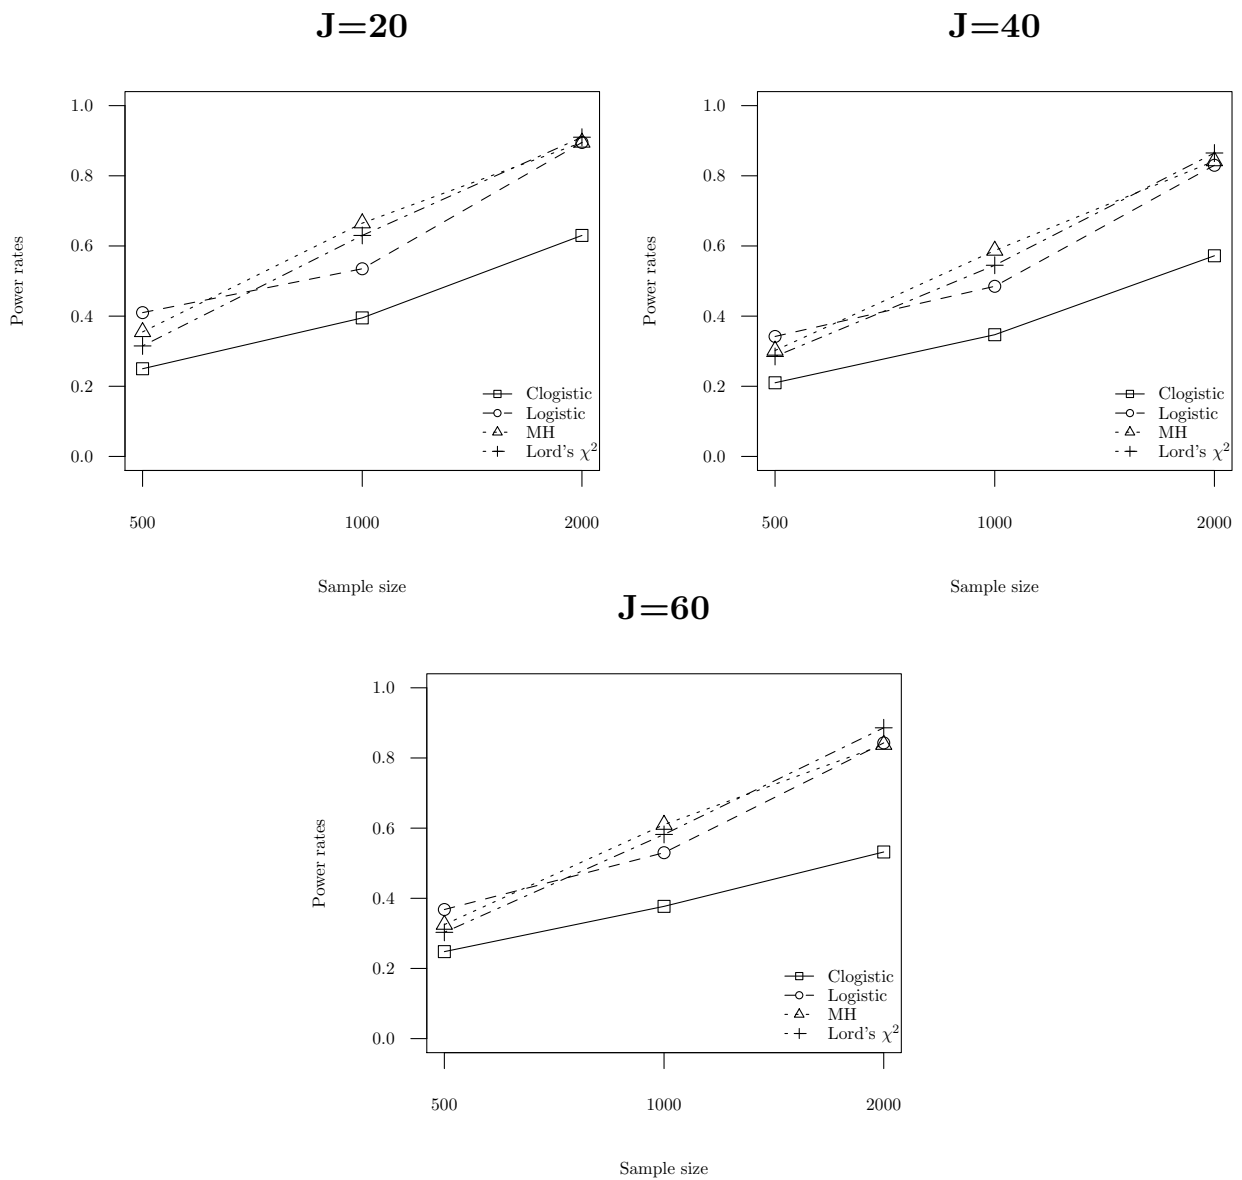 J=20
Power rates
1.0
0.8
0.6
0.4
0.2
0.0
Clogistic
Logistic
MH
Lord's χ²
500 1000 2000
Sample size
J=40
Power rates
1.0
0.8
0.6
0.4
0.2
0.0
Clogistic
Logistic
MH
Lord's χ²
500 1000 2000
Sample size
J=60
Power rates
1.0
0.8
0.6
0.4
0.2
0.0
Clogistic
Logistic
MH
Lord's χ²
500 1000 2000
Sample size